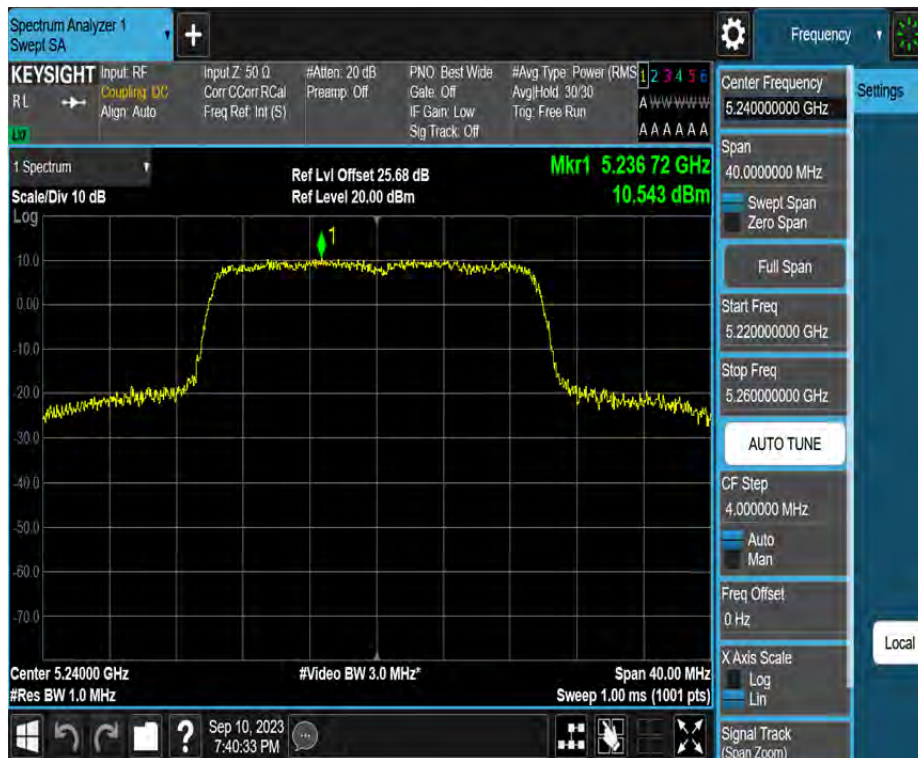 Spectrum Analyzer 1
Swept SA
+
Frequency
KEYSIGHT
RL
LXI
Input: RF
Coupling: DC
Align: Auto
Input Z: 50 Ω
Corr CCorr RCal
Freq Ref: Int (S)
#Atten: 20 dB
Preamp: Off
PNO: Best Wide
Gate: Off
IF Gain: Low
Sig Track: Off
#Avg Type: Power (RMS
Avg|Hold: 30/30
Trig: Free Run
1 2 3 4 5 6
A W W W W W
A A A A A A
Center Frequency
5.240000000 GHz
Settings
Span
40.0000000 MHz
Swept Span
Zero Span
Full Span
Start Freq
5.220000000 GHz
Stop Freq
5.260000000 GHz
AUTO TUNE
CF Step
4.000000 MHz
Auto
Man
Freq Offset
0 Hz
X Axis Scale
Log
Lin
Local
Signal Track
(Span Zoom)
1 Spectrum
Scale/Div 10 dB
Ref Lvl Offset 25.68 dB
Ref Level 20.00 dBm
Mkr1 5.236 72 GHz
10.543 dBm
Log
1
10.0
0.00
-10.0
-20.0
-30.0
-40.0
-50.0
-60.0
-70.0
Center 5.24000 GHz
#Video BW 3.0 MHz*
Span 40.00 MHz
#Res BW 1.0 MHz
Sweep 1.00 ms (1001 pts)
?
Sep 10, 2023
7:40:33 PM